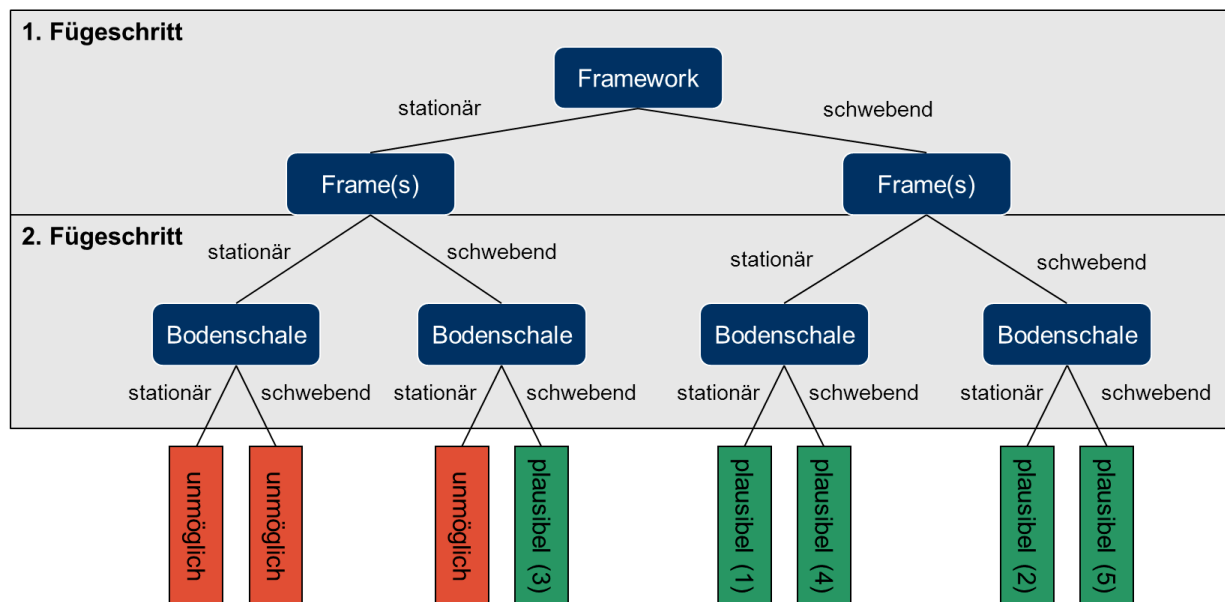 1. Fügeschritt
Framework
stationär
schwebend
Frame(s)
Frame(s)
2. Fügeschritt
stationär
schwebend
stationär
schwebend
Bodenschale
Bodenschale
Bodenschale
Bodenschale
stationär
schwebend
stationär
schwebend
stationär
schwebend
stationär
schwebend
unmöglich
unmöglich
unmöglich
plausibel (3)
plausibel (1)
plausibel (4)
plausibel (2)
plausibel (5)